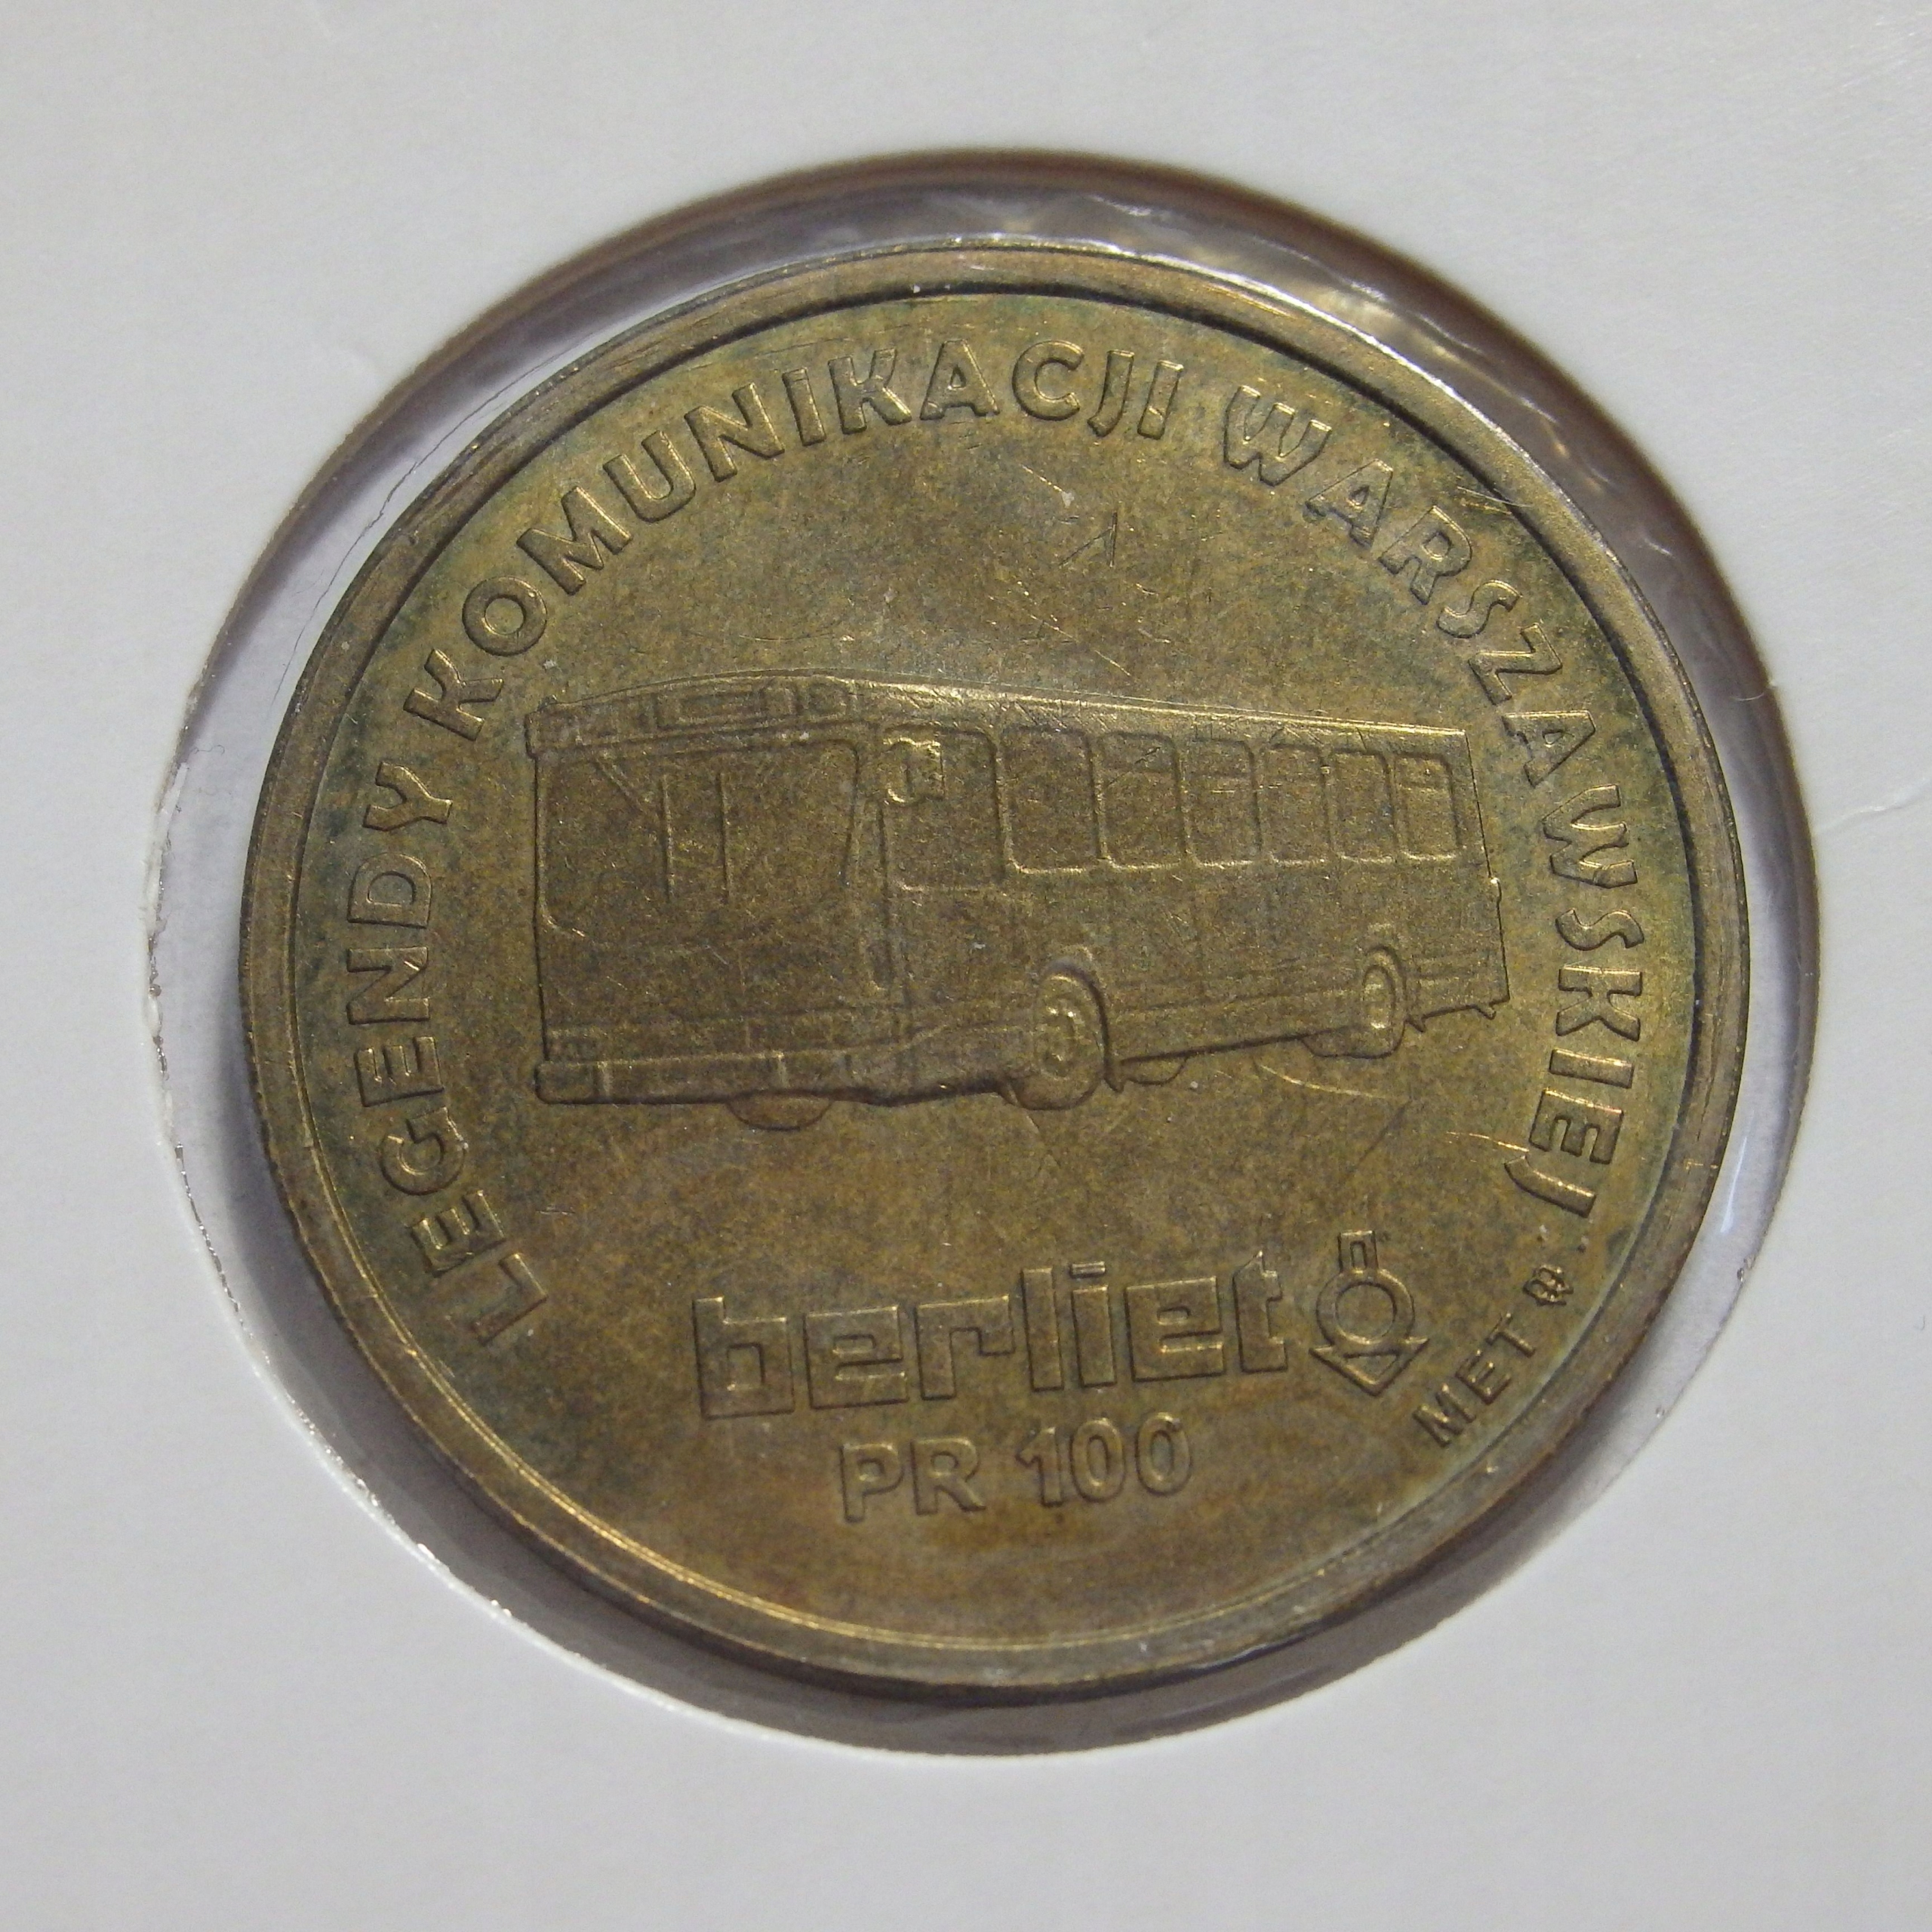 LEGENDY KOMUNIKACJI WARSZAWSKIEJ
berliet
PR 100
MET